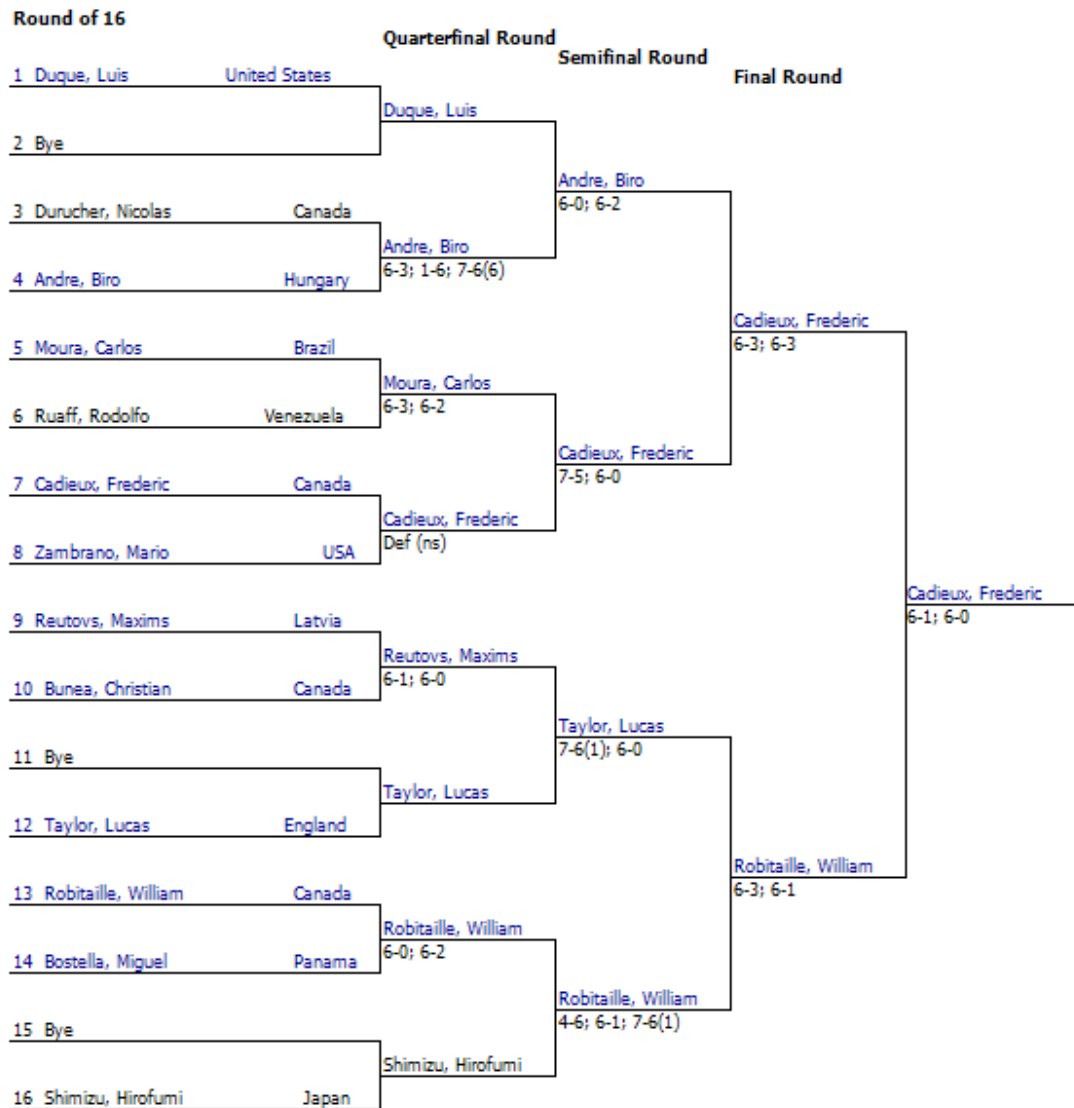 Round of 16
Quarterfinal Round
Semifinal Round
Final Round
1 Duque, Luis United States
2 Bye
3 Durucher, Nicolas Canada
4 Andre, Biro Hungary
5 Moura, Carlos Brazil
6 Ruaff, Rodolfo Venezuela
7 Cadieux, Frederic Canada
8 Zambrano, Mario USA
9 Reutovs, Maxims Latvia
10 Bunea, Christian Canada
11 Bye
12 Taylor, Lucas England
13 Robitaille, William Canada
14 Bostella, Miguel Panama
15 Bye
16 Shimizu, Hirofumi Japan
Duque, Luis
Andre, Biro
6-3; 1-6; 7-6(6)
Moura, Carlos
6-3; 6-2
Cadieux, Frederic
Def (ns)
Reutovs, Maxims
6-1; 6-0
Taylor, Lucas
Robitaille, William
6-0; 6-2
Shimizu, Hirofumi
Andre, Biro
6-0; 6-2
Cadieux, Frederic
7-5; 6-0
Taylor, Lucas
7-6(1); 6-0
Robitaille, William
4-6; 6-1; 7-6(1)
Cadieux, Frederic
6-3; 6-3
Robitaille, William
6-3; 6-1
Cadieux, Frederic
6-1; 6-0